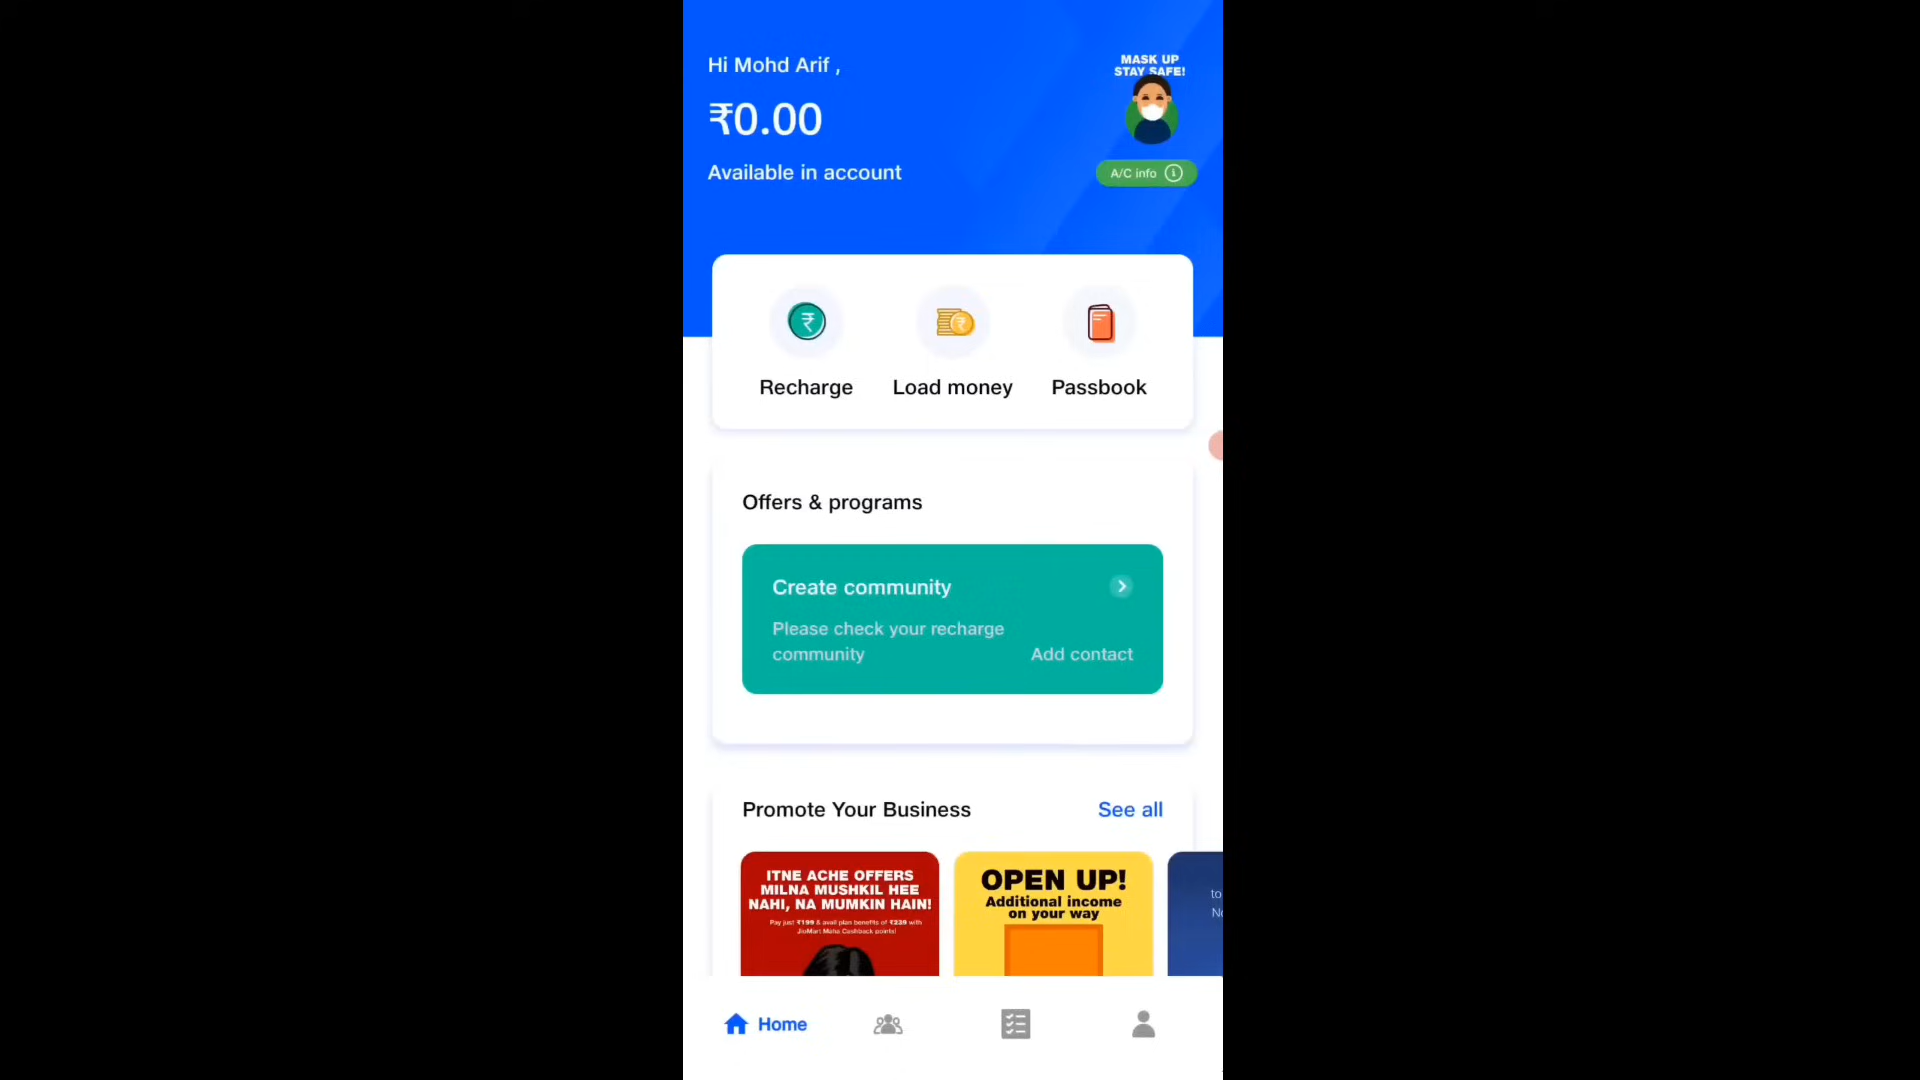 Hi Mohd Arif ,
MASK UP
STAY SAFE!
₹0.00
Available in account
A/C info
Recharge
Load money
Passbook
Offers & programs
Create community
Please check your recharge
community
Add contact
Promote Your Business
See all
ITNE ACHE OFFERS
MILNA MUSHKIL HEE
NAHI, NA MUMKIN HAIN!
Pay just ₹199 & avail plan benefits of ₹239 with
JioMart Maha Cashback points!
OPEN UP!
Additional income
on your way
to
Home